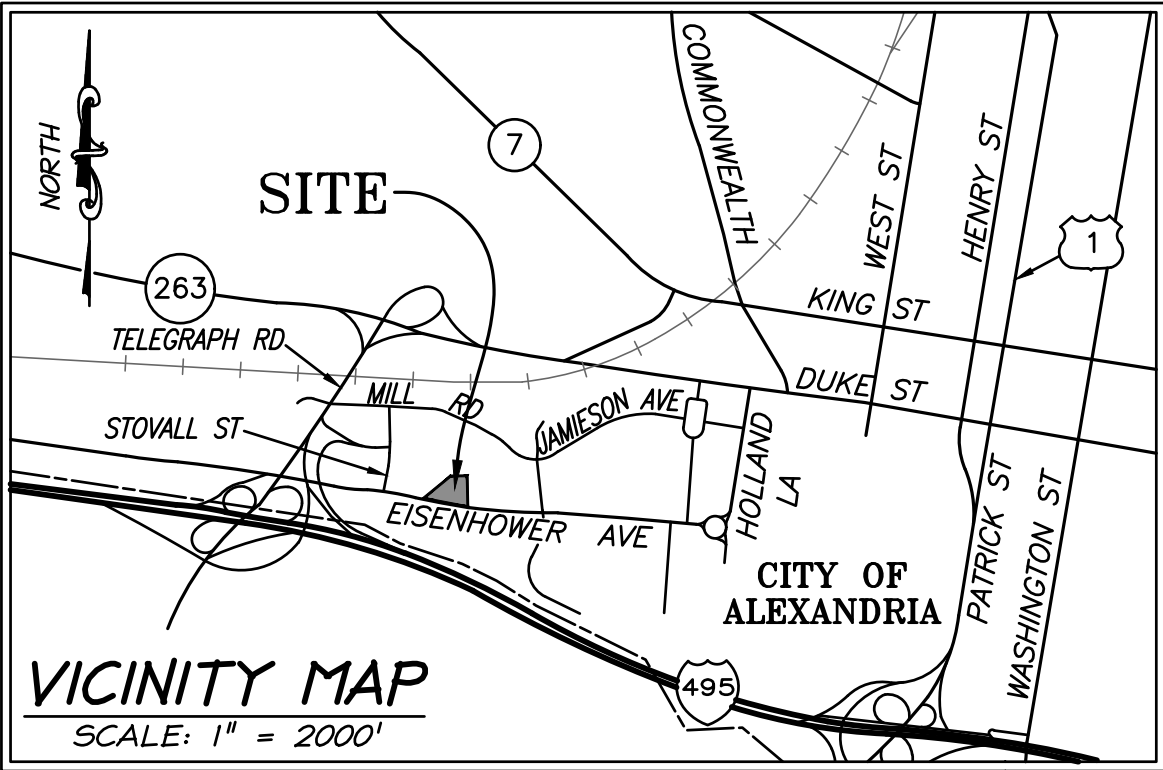 COMMONWEALTH
NORTH
7
HENRY ST
WEST ST
SITE
1
263
KING ST
TELEGRAPH RD
DUKE ST
MILL RD
JAMIESON AVE
STOVALL ST
HOLLAND
LA
EISENHOWER AVE
PATRICK ST
WASHINGTON ST
CITY OF
ALEXANDRIA
495
VICINITY MAP
SCALE: 1" = 2000'